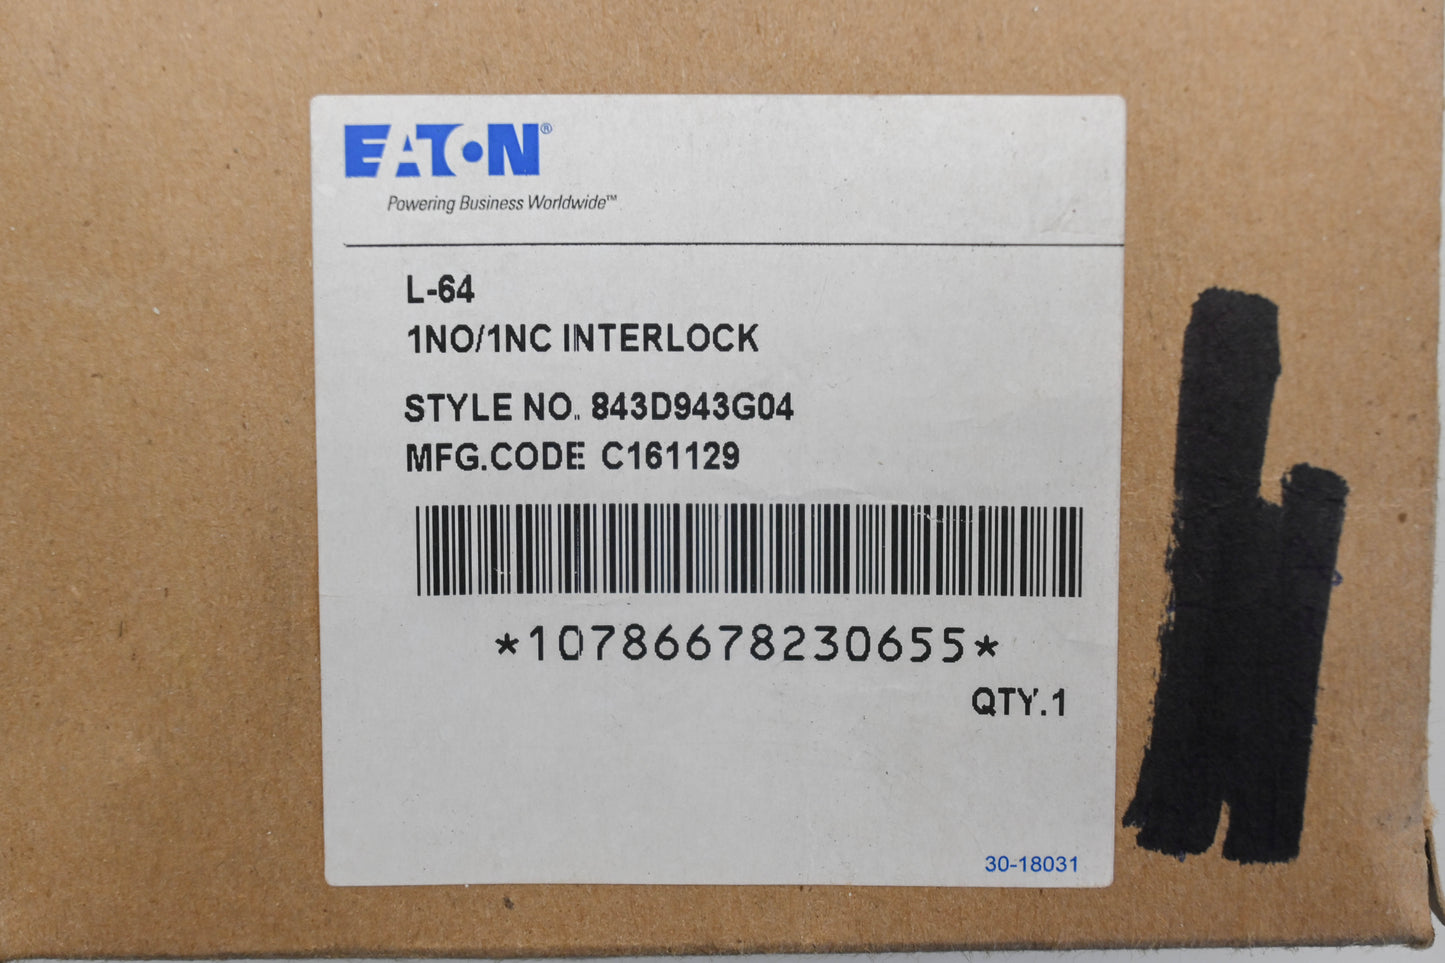 EATON®
Powering Business Worldwide™
L-64
1NO/1NC INTERLOCK
STYLE NO. 843D943G04
MFG.CODE C161129
*10786678230655*
QTY.1
30-18031